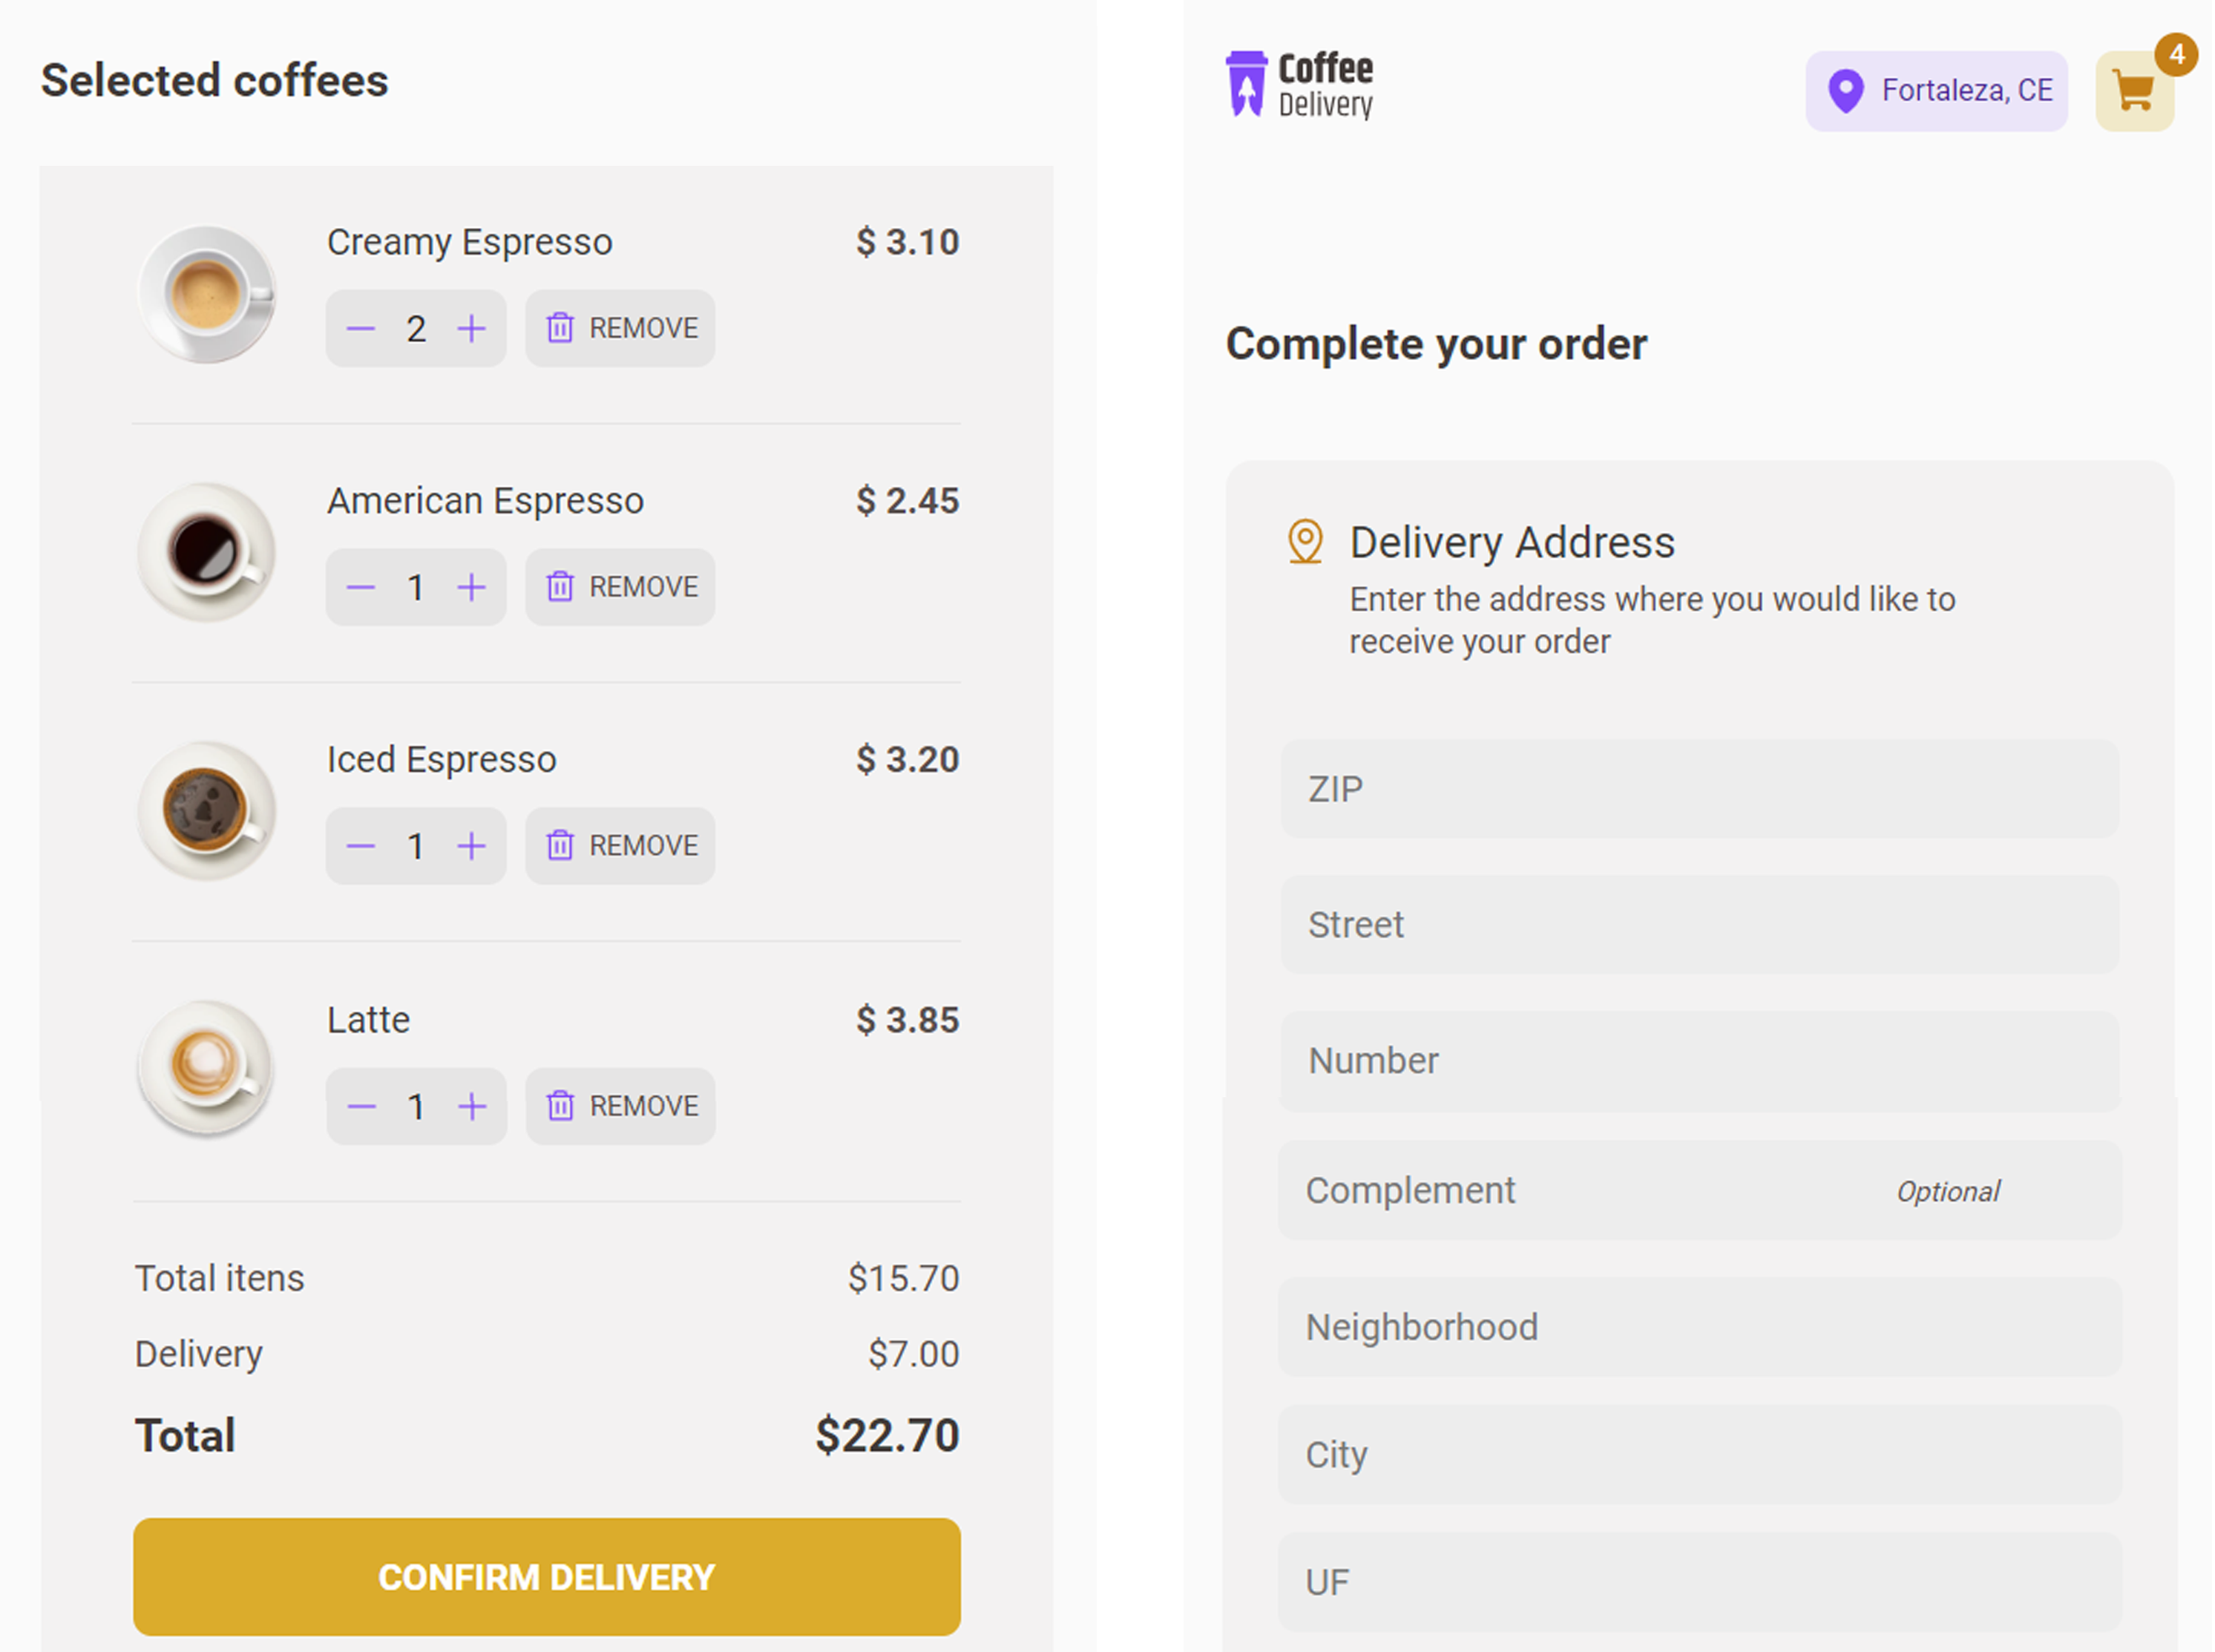 Selected coffees
Creamy Espresso $ 3.10
2 REMOVE
American Espresso $ 2.45
1 REMOVE
Iced Espresso $ 3.20
1 REMOVE
Latte $ 3.85
1 REMOVE
Total itens $15.70
Delivery $7.00
Total $22.70
CONFIRM DELIVERY
Coffee
Delivery
Fortaleza, CE
4
Complete your order
Delivery Address
Enter the address where you would like to
receive your order
ZIP
Street
Number
Complement Optional
Neighborhood
City
UF